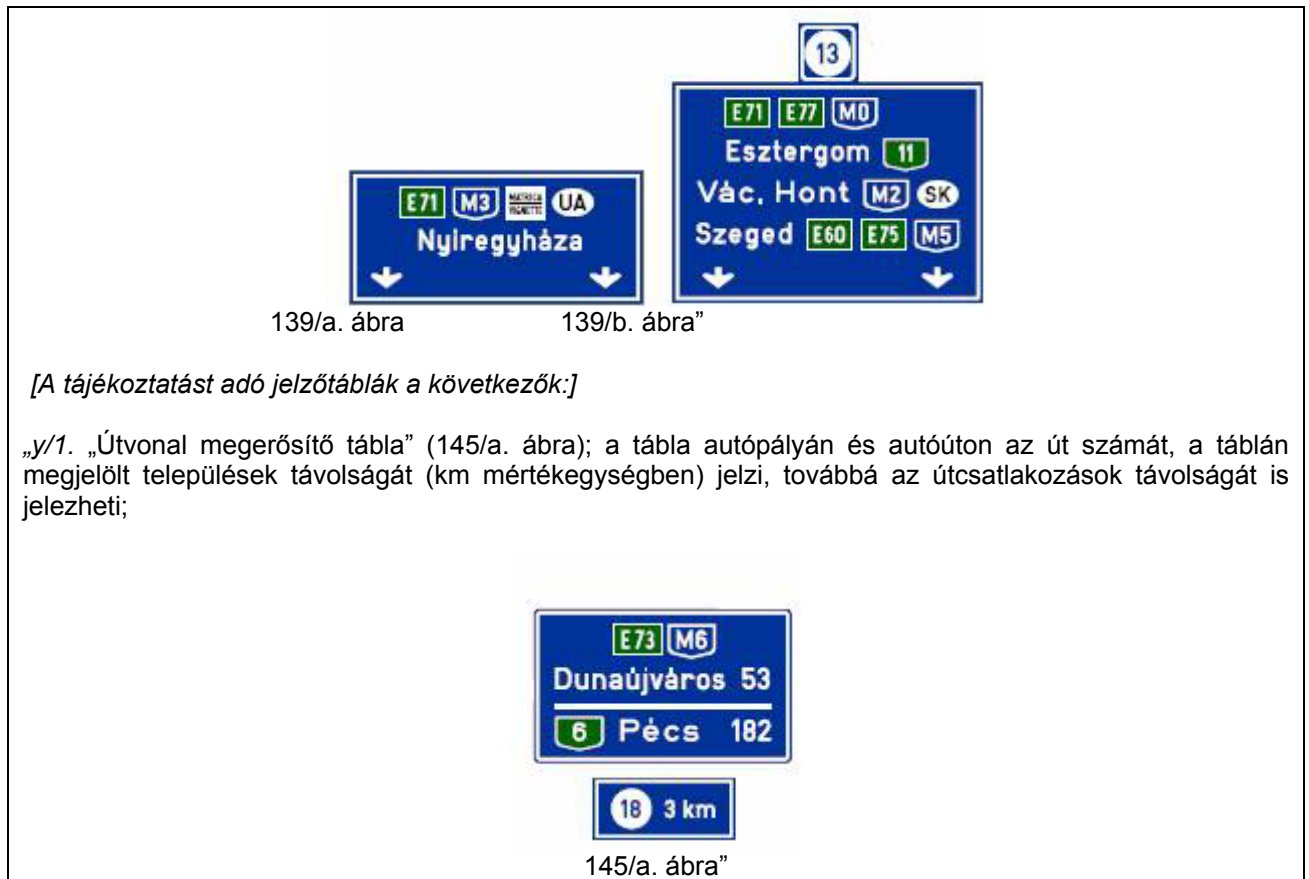 13
E71 E77 M0
Esztergom 11
Vác, Hont M2 SK
Szeged E60 E75 M5
E71 M3 MATRICA VIGNETTE UA
Nyiregyháza
139/a. ábra 139/b. ábra”
[A tájékoztatást adó jelzőtáblák a következők:]
„y/1. „Útvonal megerősítő tábla” (145/a. ábra); a tábla autópályán és autóúton az út számát, a táblán
megjelölt települések távolságát (km mértékegységben) jelzi, továbbá az útcsatlakozások távolságát is
jelezheti;
E73 M6
Dunaújváros 53
6 Pécs 182
18 3 km
145/a. ábra”